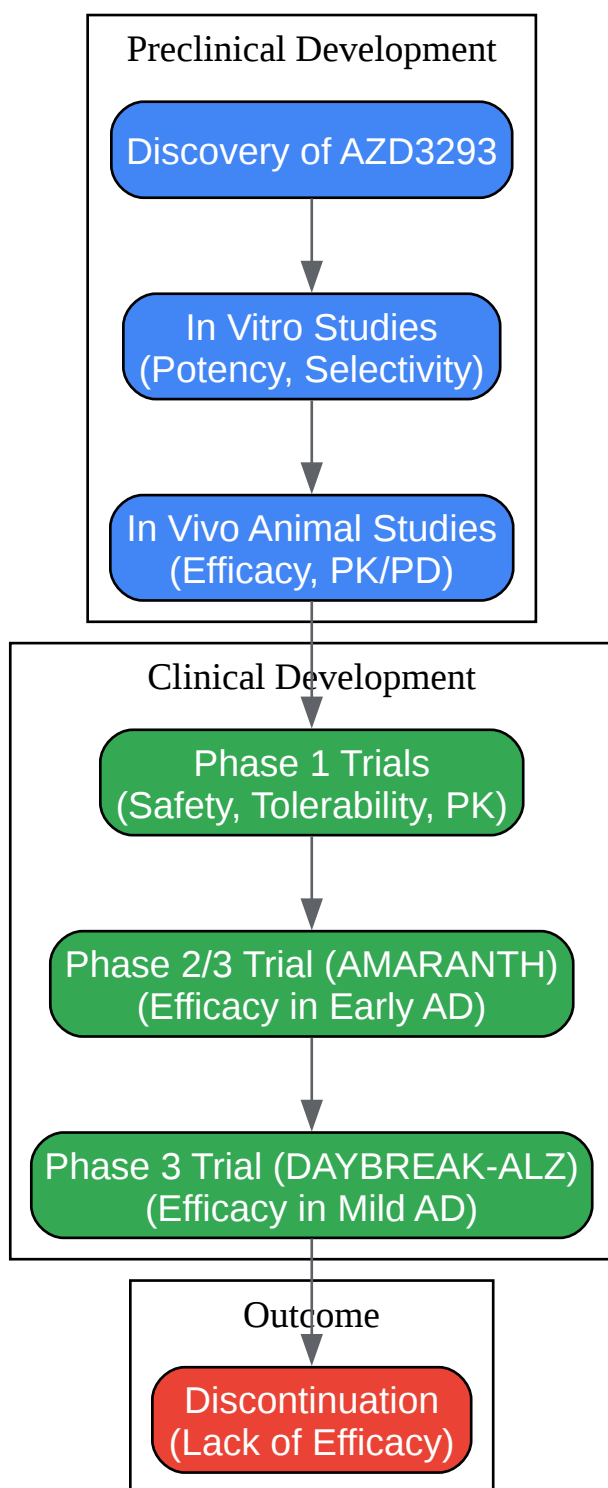 Preclinical Development
Discovery of AZD3293
In Vitro Studies
(Potency, Selectivity)
In Vivo Animal Studies
(Efficacy, PK/PD)
Clinical Development
Phase 1 Trials
(Safety, Tolerability, PK)
Phase 2/3 Trial (AMARANTH)
(Efficacy in Early AD)
Phase 3 Trial (DAYBREAK-ALZ)
(Efficacy in Mild AD)
Outcome
Discontinuation
(Lack of Efficacy)